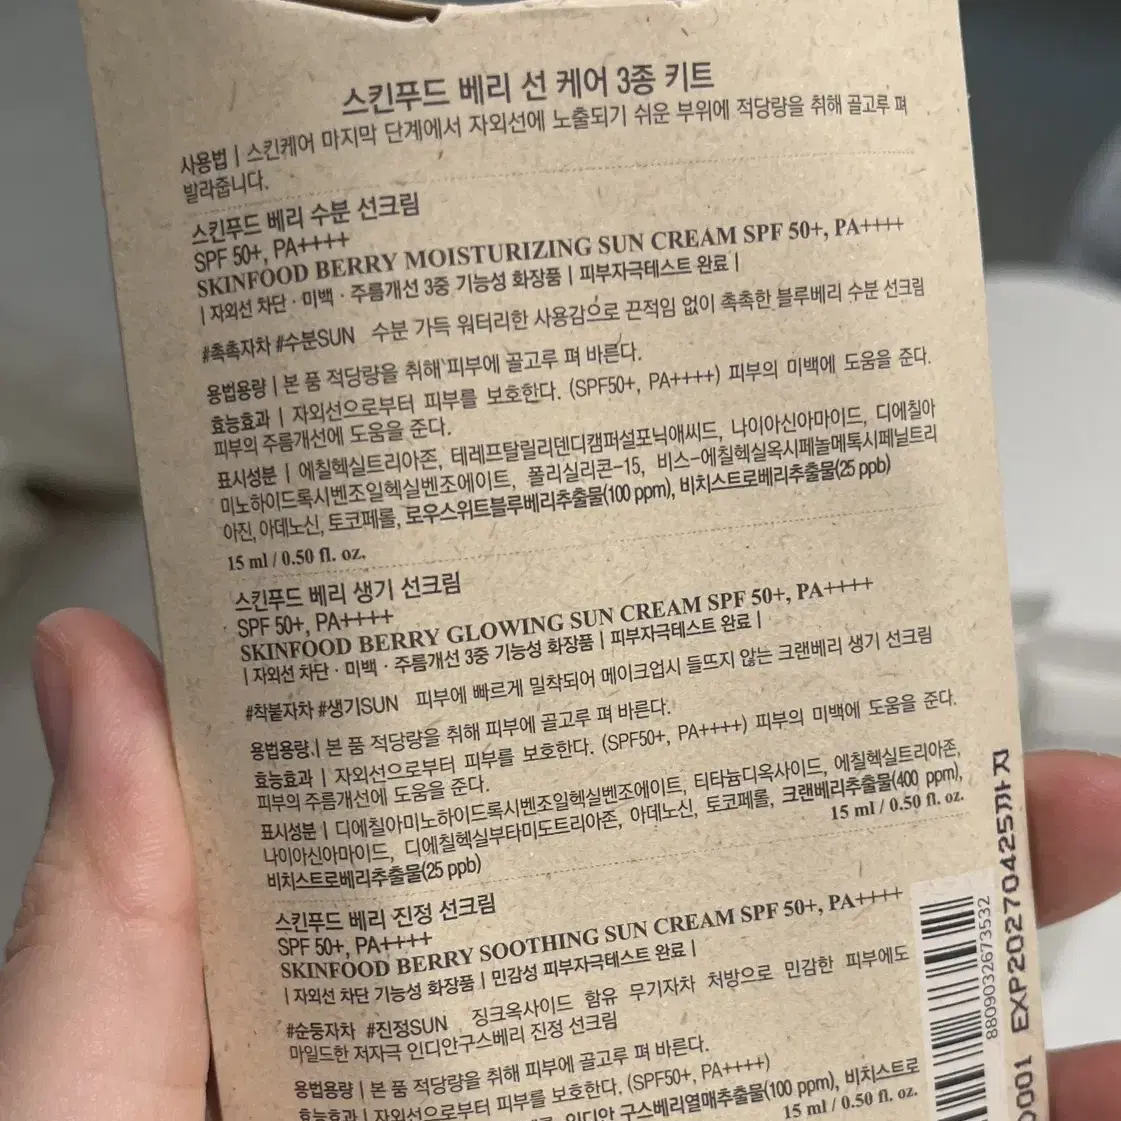 스킨푸드 베리 선 케어 3종 키트
사용법 | 스킨케어 마지막 단계에서 자외선에 노출되기 쉬운 부위에 적당량을 취해 골고루 펴
발라줍니다.
스킨푸드 베리 수분 선크림
SPF 50+, PA++++
SKINFOOD BERRY MOISTURIZING SUN CREAM SPF 50+, PA++++
| 자외선 차단 · 미백 · 주름개선 3중 기능성 화장품 | 피부자극테스트 완료 |
#촉촉자차 #수분SUN 수분 가득 워터리한 사용감으로 끈적임 없이 촉촉한 블루베리 수분 선크림
용법용량 | 본 품 적당량을 취해 피부에 골고루 펴 바른다.
효능효과 | 자외선으로부터 피부를 보호한다. (SPF50+, PA++++) 피부의 미백에 도움을 준다.
피부의 주름개선에 도움을 준다.
표시성분 | 에칠헥실트리아존, 테레프탈릴리덴디캠퍼설포닉애씨드, 나이아신아마이드, 디에칠아
미노하이드록시벤조일헥실벤조에이트, 폴리실리콘-15, 비스-에칠헥실옥시페놀메톡시페닐트리
아진, 아데노신, 토코페롤, 로우스위트블루베리추출물(100 ppm), 비치스트로베리추출물(25 ppb)
15 ml / 0.50 fl. oz.
스킨푸드 베리 생기 선크림
SPF 50+, PA++++
SKINFOOD BERRY GLOWING SUN CREAM SPF 50+, PA++++
| 자외선 차단 · 미백 · 주름개선 3중 기능성 화장품 | 피부자극테스트 완료 |
#착붙자차 #생기SUN 피부에 빠르게 밀착되어 메이크업시 들뜨지 않는 크랜베리 생기 선크림
용법용량 | 본 품 적당량을 취해 피부에 골고루 펴 바른다.
효능효과 | 자외선으로부터 피부를 보호한다. (SPF50+, PA++++) 피부의 미백에 도움을 준다.
피부의 주름개선에 도움을 준다.
표시성분 | 디에칠아미노하이드록시벤조일헥실벤조에이트, 티타늄디옥사이드, 에칠헥실트리아존,
나이아신아마이드, 디에칠헥실부타미도트리아존, 아데노신, 토코페롤, 크랜베리추출물(400 ppm),
비치스트로베리추출물(25 ppb)
15 ml / 0.50 fl. oz.
스킨푸드 베리 진정 선크림
SPF 50+, PA++++
SKINFOOD BERRY SOOTHING SUN CREAM SPF 50+, PA++++
| 자외선 차단 기능성 화장품 | 민감성 피부자극테스트 완료 |
#순둥자차 #진정SUN 징크옥사이드 함유 무기자차 처방으로 민감한 피부에도
마일드한 저자극 인디안구스베리 진정 선크림
용법용량 | 본 품 적당량을 취해 피부에 골고루 펴 바른다.
효능효과 | 자외선으로부터 피부를 보호한다. (SPF50+, PA++++)
인디안 구스베리열매추출물(100 ppm), 비치스트로
15 ml / 0.50 fl. oz.
8809032673532
0001 EXP20270425까지